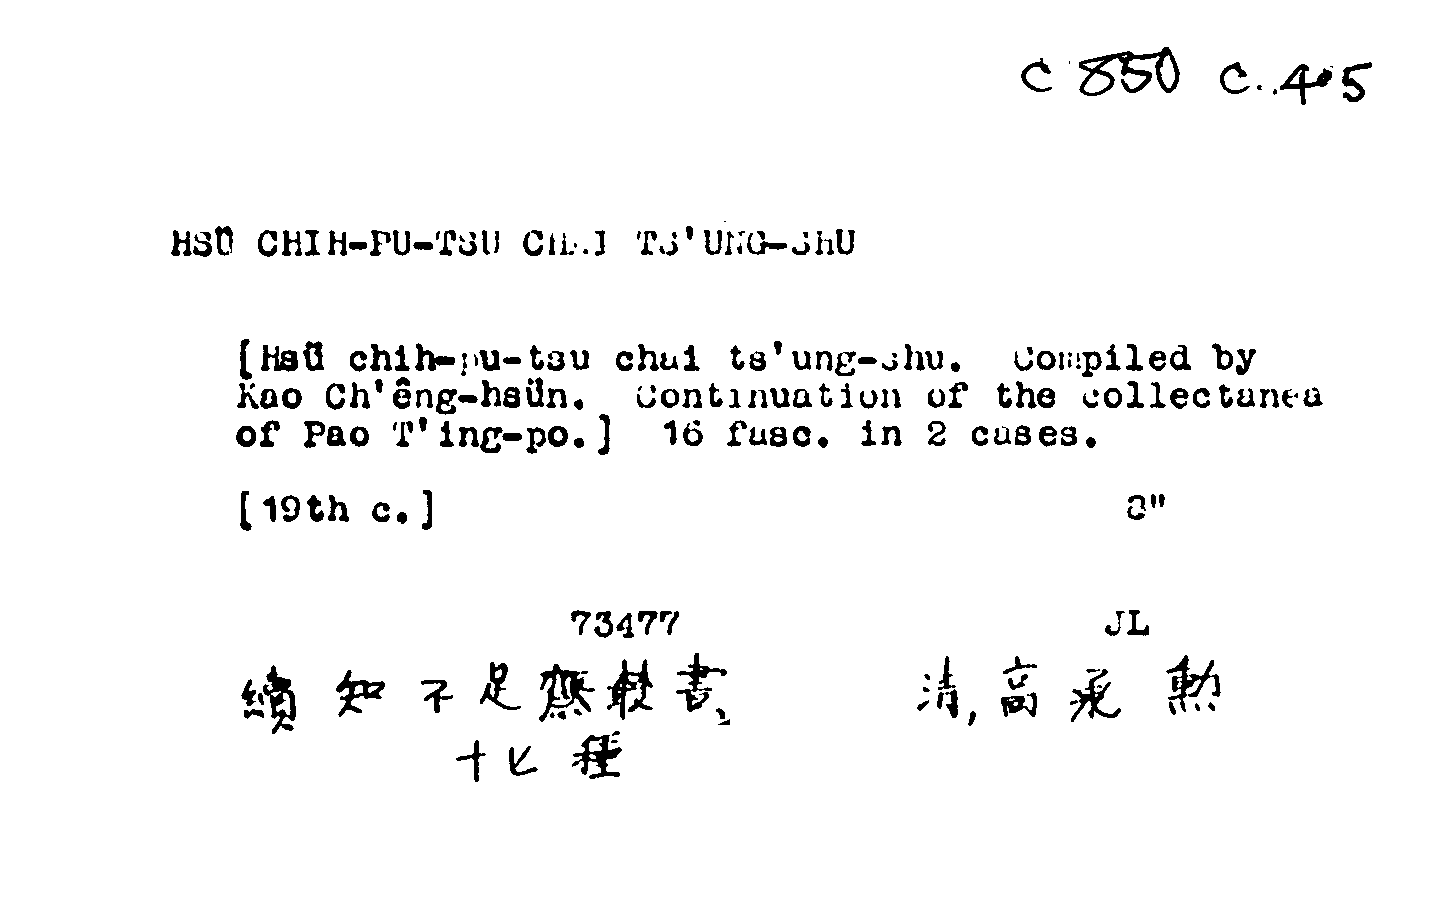 C 850 C..405
HSÜ CHIH-PU-TSU CHAI TS'UNG-SHU
[Hsü chih-pu-tsu chai ts'ung-shu. Compiled by
Kao Ch'êng-hsün. Continuation of the collectanea
of Pao T'ing-po.] 16 fasc. in 2 cases.
[19th c.] 8"
73477 JL
續知不足齋叢書、 清,高承勳
十七種